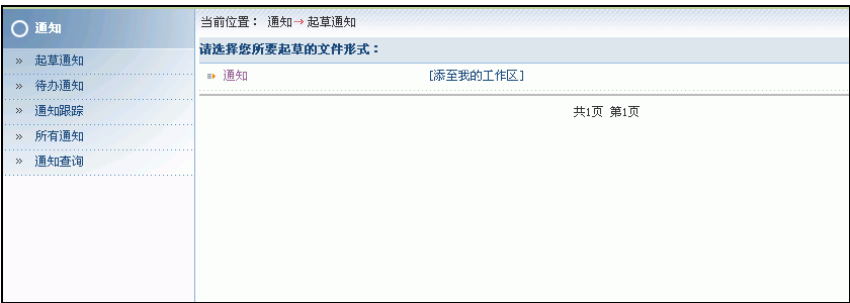 通知
» 起草通知
» 待办通知
» 通知跟踪
» 所有通知
» 通知查询
当前位置： 通知→起草通知
请选择您所要起草的文件形式：
通知 [添至我的工作区]
共1页 第1页